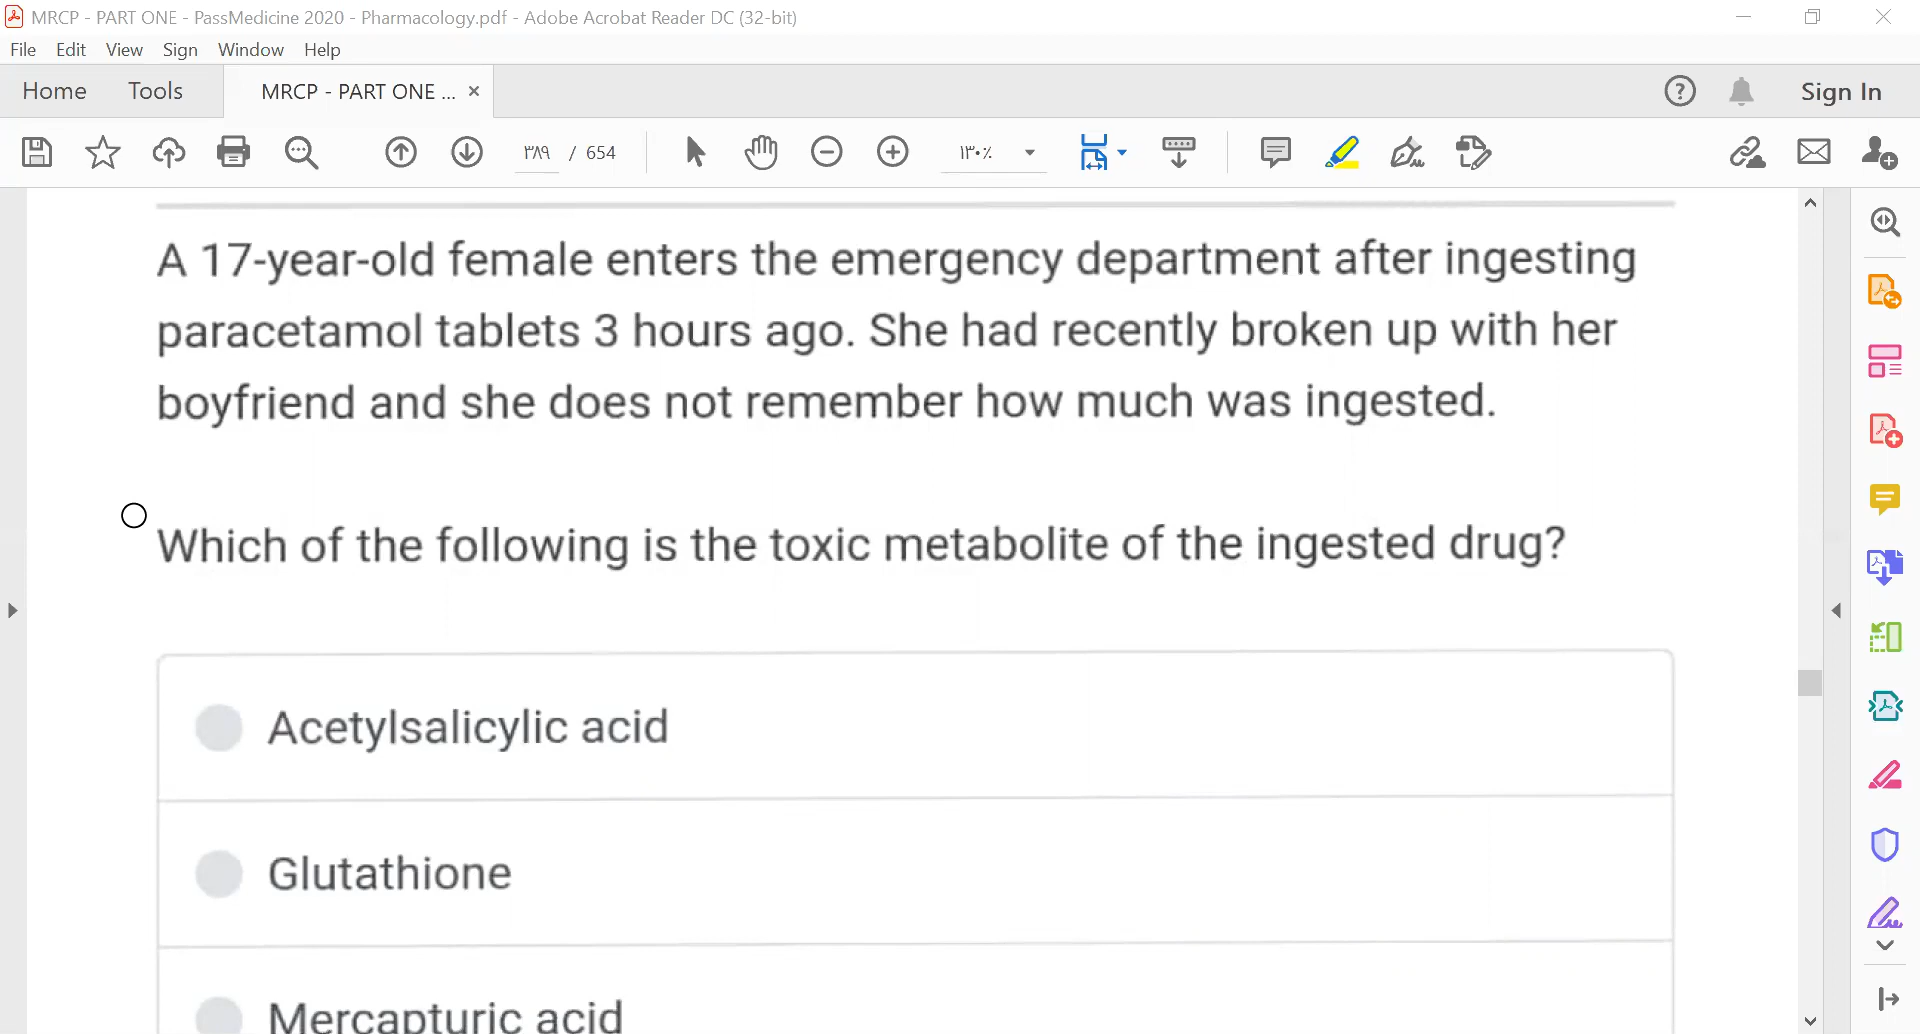 MRCP - PART ONE - PassMedicine 2020 - Pharmacology.pdf - Adobe Acrobat Reader DC (32-bit)
File Edit View Sign Window Help
Home Tools MRCP - PART ONE ... × Sign In
٣٨٩ / 654 ١٣٠٪
A 17-year-old female enters the emergency department after ingesting
paracetamol tablets 3 hours ago. She had recently broken up with her
boyfriend and she does not remember how much was ingested.
Which of the following is the toxic metabolite of the ingested drug?
Acetylsalicylic acid
Glutathione
Mercapturic acid